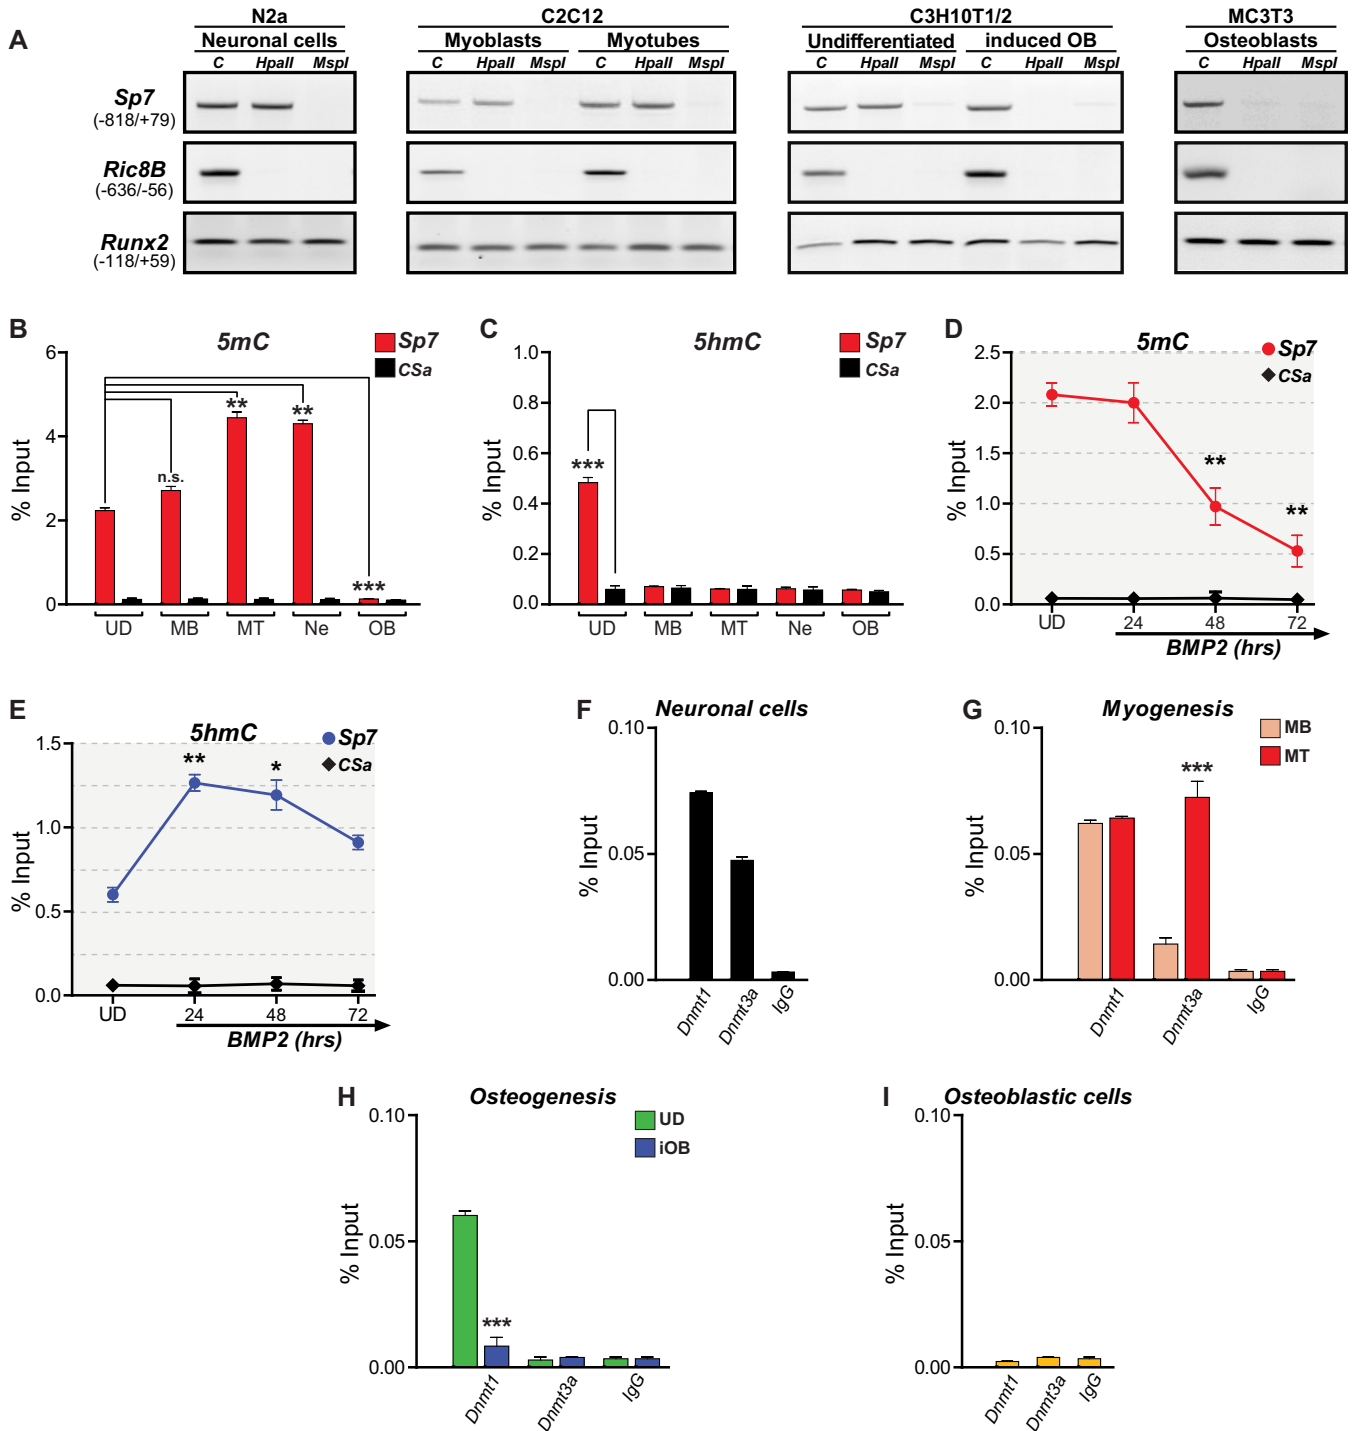 A
N2a
C2C12
C3H10T1/2
MC3T3
Neuronal cells
Myoblasts
Myotubes
Undifferentiated
induced OB
Osteoblasts
C HpaII MspI
C HpaII MspI C HpaII MspI
C HpaII MspI C HpaII MspI
C HpaII MspI
Sp7
(-818/+79)
Ric8B
(-636/-56)
Runx2
(-118/+59)
B
5mC
Sp7
CSa
% Input
6
4
2
0
n.s.
**
**
***
UD MB MT Ne OB
C
5hmC
Sp7
CSa
% Input
1.0
0.8
0.6
0.4
0.2
0.0
***
UD MB MT Ne OB
D
5mC
Sp7
CSa
% Input
2.5
2.0
1.5
1.0
0.5
0.0
**
**
UD 24 48 72
BMP2 (hrs)
E
5hmC
Sp7
CSa
% Input
1.5
1.0
0.5
0.0
**
*
UD 24 48 72
BMP2 (hrs)
F
Neuronal cells
% Input
0.10
0.05
0.00
Dnmt1 Dnmt3a IgG
G
Myogenesis
MB
MT
% Input
0.10
0.05
0.00
***
Dnmt1 Dnmt3a IgG
H
Osteogenesis
UD
iOB
% Input
0.10
0.05
0.00
***
Dnmt1 Dnmt3a IgG
I
Osteoblastic cells
% Input
0.10
0.05
0.00
Dnmt1 Dnmt3a IgG